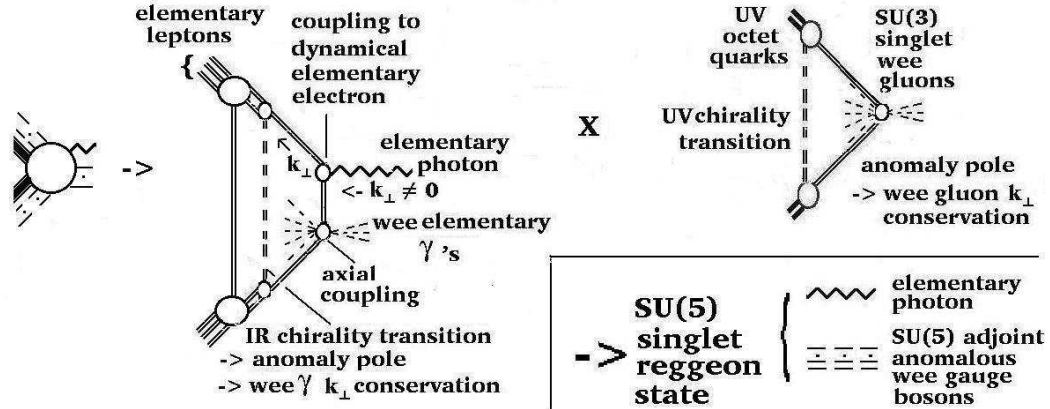 elementary
leptons
{
coupling to
dynamical
elementary
electron
->
k⊥
elementary
photon
<- k⊥ ≠ 0
wee elementary
γ 's
axial
coupling
IR chirality transition
-> anomaly pole
-> wee γ k⊥ conservation
X
UV
octet
quarks
SU(3)
singlet
wee
gluons
UV chirality
transition
anomaly pole
-> wee gluon k⊥
conservation
-> SU(5)
singlet
reggeon
state
{
elementary
photon
SU(5) adjoint
anomalous
wee gauge
bosons